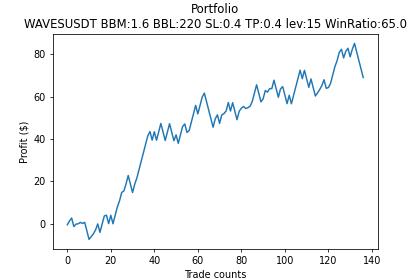 Portfolio
WAVESUSDT BBM:1.6 BBL:220 SL:0.4 TP:0.4 lev:15 WinRatio:65.0
Profit ($)
80
60
40
20
0
0 20 40 60 80 100 120 140
Trade counts